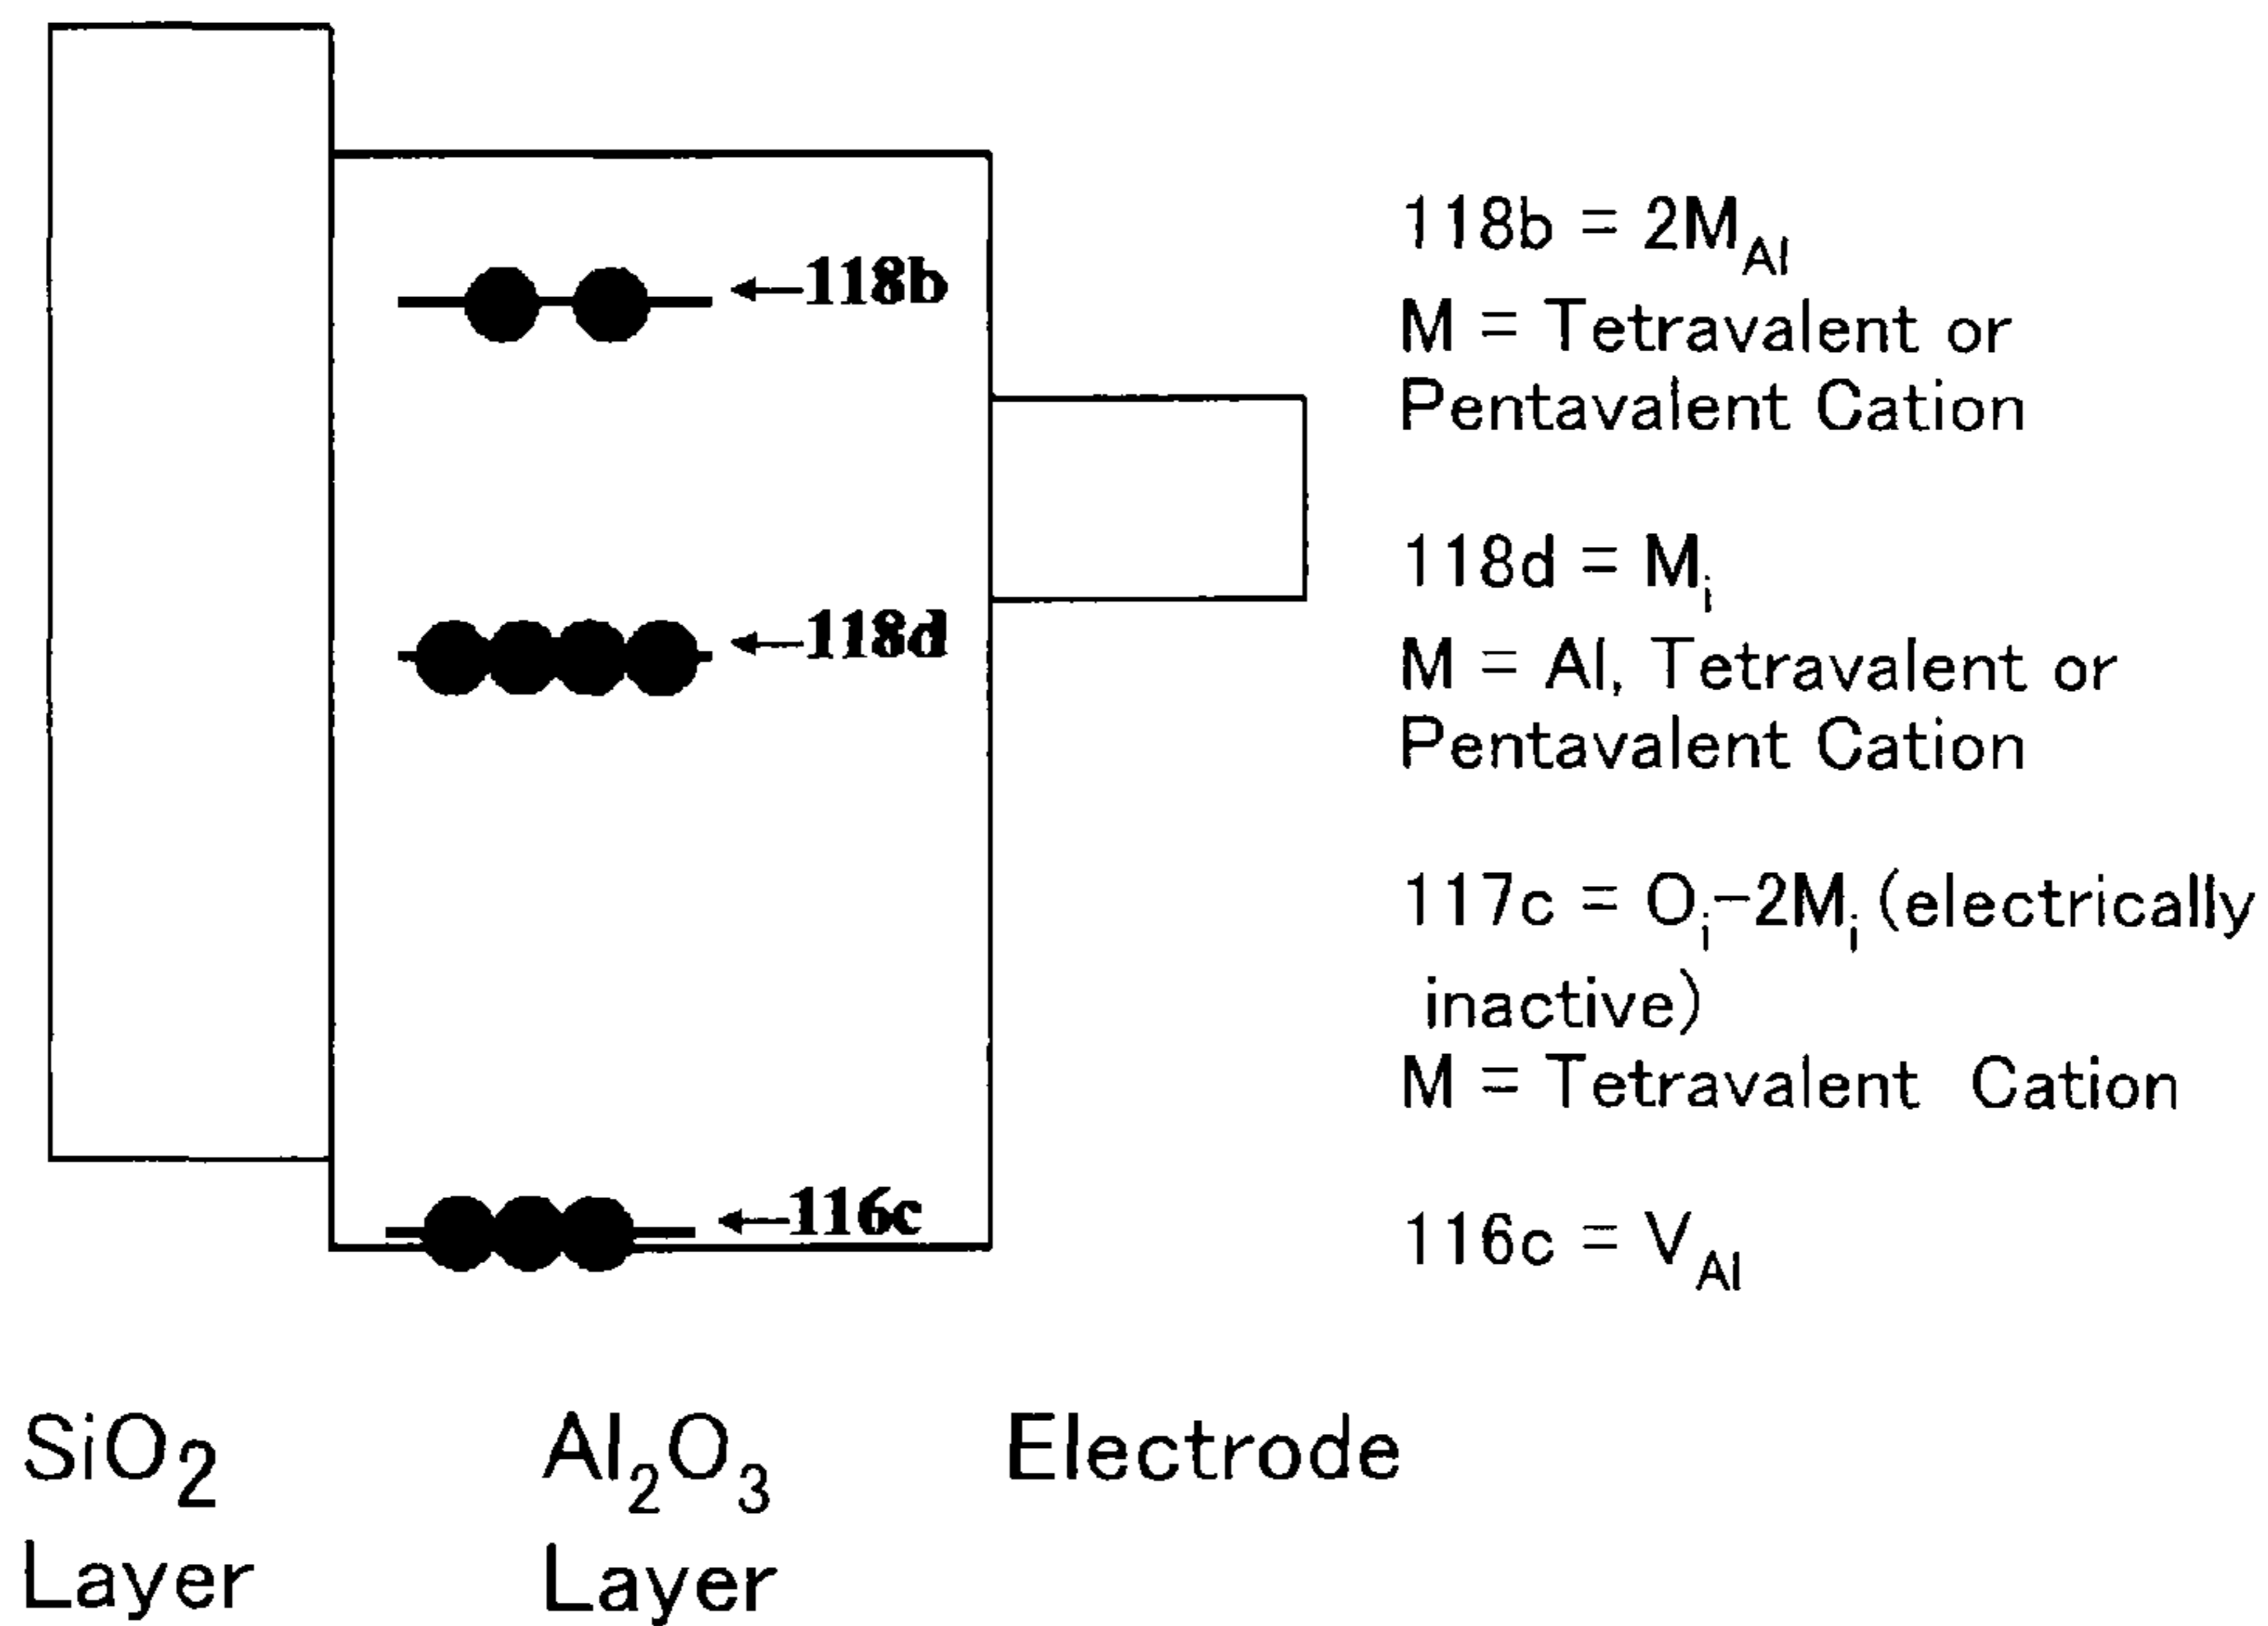 118b
118d
116c
118b = 2M_Al
M = Tetravalent or
Pentavalent Cation
118d = M_i
M = Al, Tetravalent or
Pentavalent Cation
117c = O_i-2M_i (electrically
inactive)
M = Tetravalent Cation
116c = V_Al
SiO2
Layer
Al2O3
Layer
Electrode